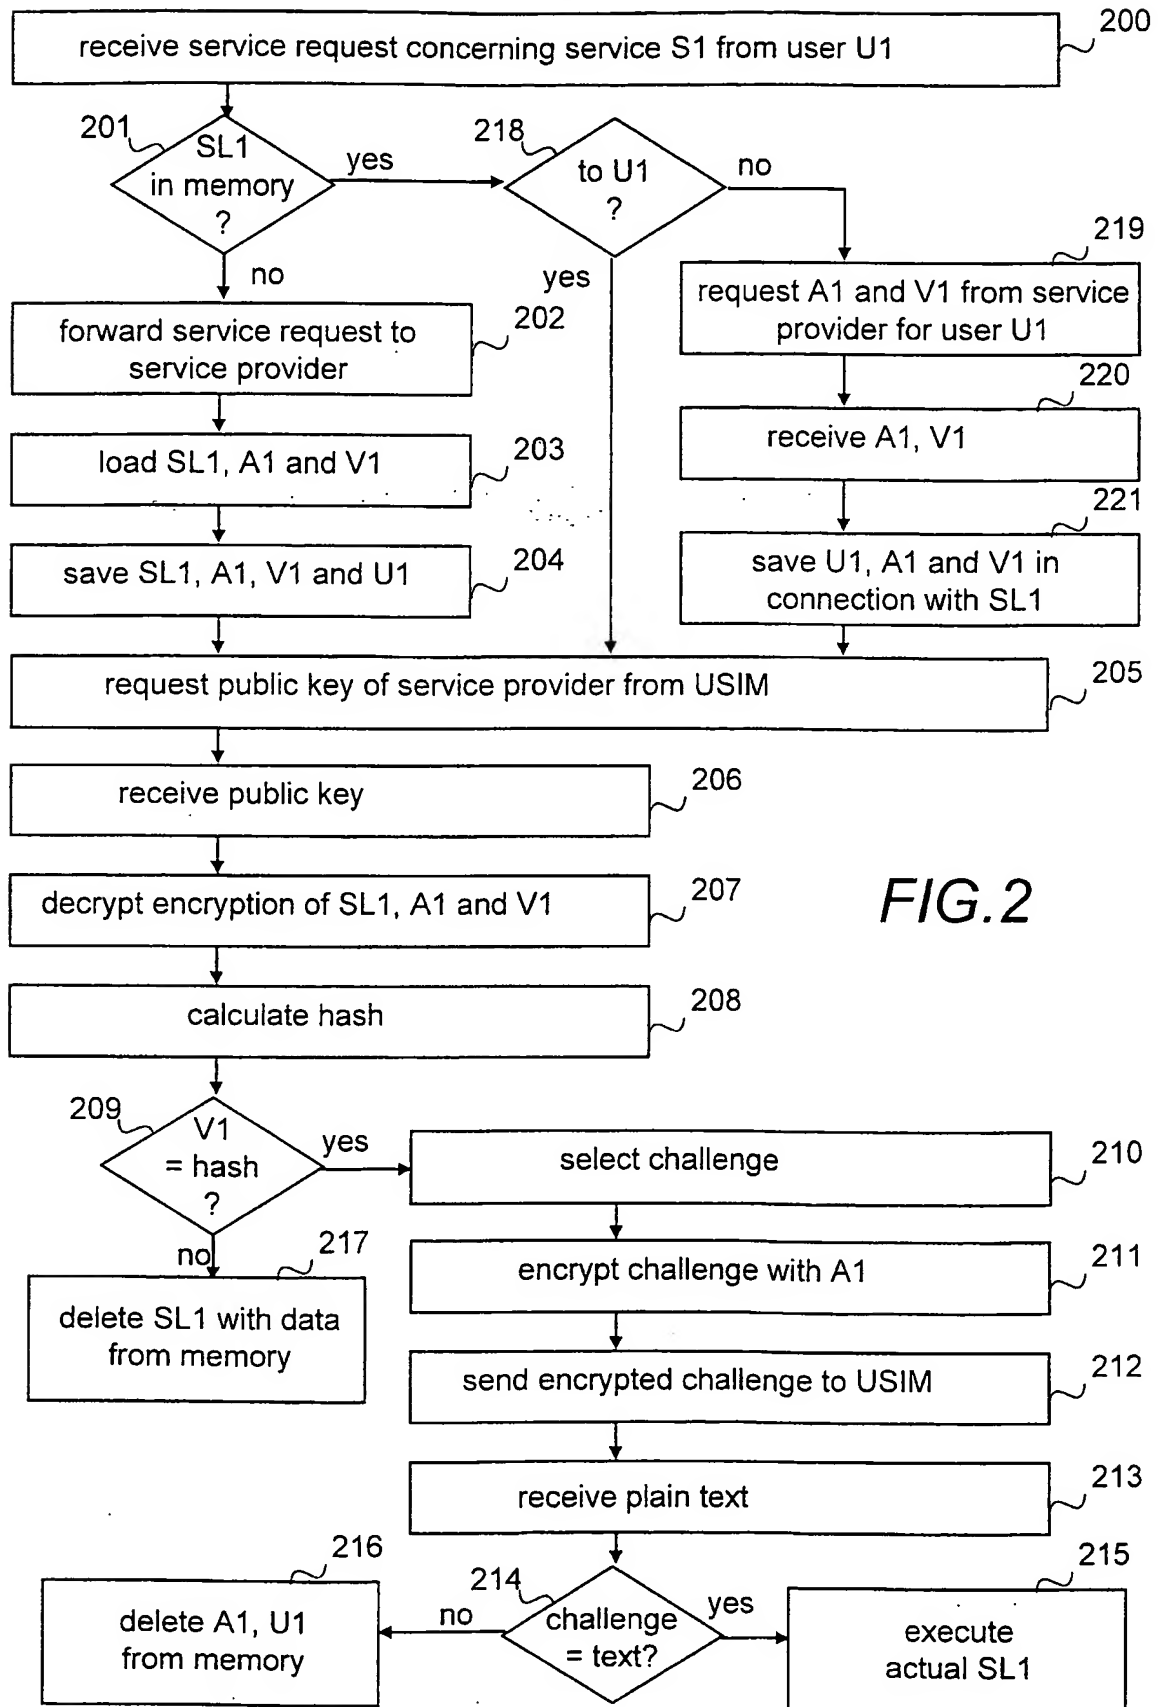 receive service request concerning service S1 from user U1
200
201
SL1
in memory
?
yes
218
to U1
?
no
no
yes
219
request A1 and V1 from service
provider for user U1
forward service request to
service provider
202
220
receive A1, V1
load SL1, A1 and V1
203
221
save U1, A1 and V1 in
connection with SL1
save SL1, A1, V1 and U1
204
request public key of service provider from USIM
205
receive public key
206
decrypt encryption of SL1, A1 and V1
207
FIG.2
calculate hash
208
209
V1
= hash
?
yes
select challenge
210
no
217
delete SL1 with data
from memory
encrypt challenge with A1
211
send encrypted challenge to USIM
212
receive plain text
213
214
challenge
= text?
no
216
delete A1, U1
from memory
yes
215
execute
actual SL1